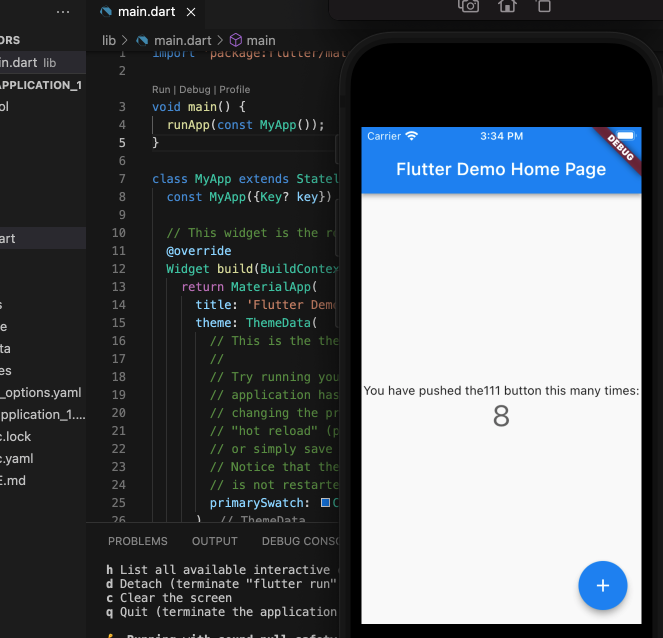 main.dart
lib > main.dart > main
ORS
in.dart lib
PPLICATION_1
ol
art
s
e
ta
es
_options.yaml
pplication_1....
c.lock
c.yaml
E.md
1 import 'package:flutter/mat
2
Run | Debug | Profile
3 void main() {
4 runApp(const MyApp());
5 }
6
7 class MyApp extends Statel
8 const MyApp({Key? key})
9
10 // This widget is the ro
11 @override
12 Widget build(BuildContex
13 return MaterialApp(
14 title: 'Flutter Demo
15 theme: ThemeData(
16 // This is the the
17 //
18 // Try running you
19 // application has
20 // changing the pr
21 // "hot reload" (p
22 // or simply save
23 // Notice that the
24 // is not restarte
25 primarySwatch: C
26 ), // ThemeData
PROBLEMS OUTPUT DEBUG CONSO
h List all available interactive
d Detach (terminate "flutter run"
c Clear the screen
q Quit (terminate the application
Running with sound null safety
Carrier 3:34 PM
DEBUG
Flutter Demo Home Page
You have pushed the111 button this many times:
8
+